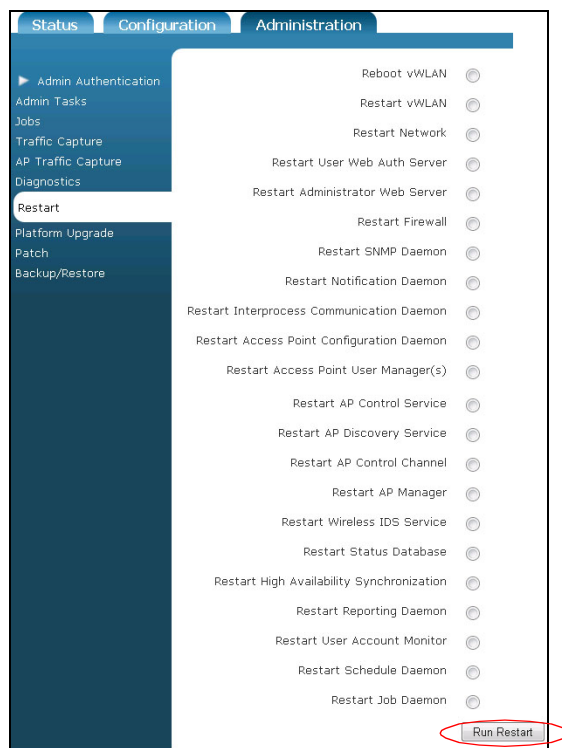 Status Configuration Administration
Admin Authentication
Admin Tasks
Jobs
Traffic Capture
AP Traffic Capture
Diagnostics
Restart
Platform Upgrade
Patch
Backup/Restore
Reboot vWLAN
Restart vWLAN
Restart Network
Restart User Web Auth Server
Restart Administrator Web Server
Restart Firewall
Restart SNMP Daemon
Restart Notification Daemon
Restart Interprocess Communication Daemon
Restart Access Point Configuration Daemon
Restart Access Point User Manager(s)
Restart AP Control Service
Restart AP Discovery Service
Restart AP Control Channel
Restart AP Manager
Restart Wireless IDS Service
Restart Status Database
Restart High Availability Synchronization
Restart Reporting Daemon
Restart User Account Monitor
Restart Schedule Daemon
Restart Job Daemon
Run Restart